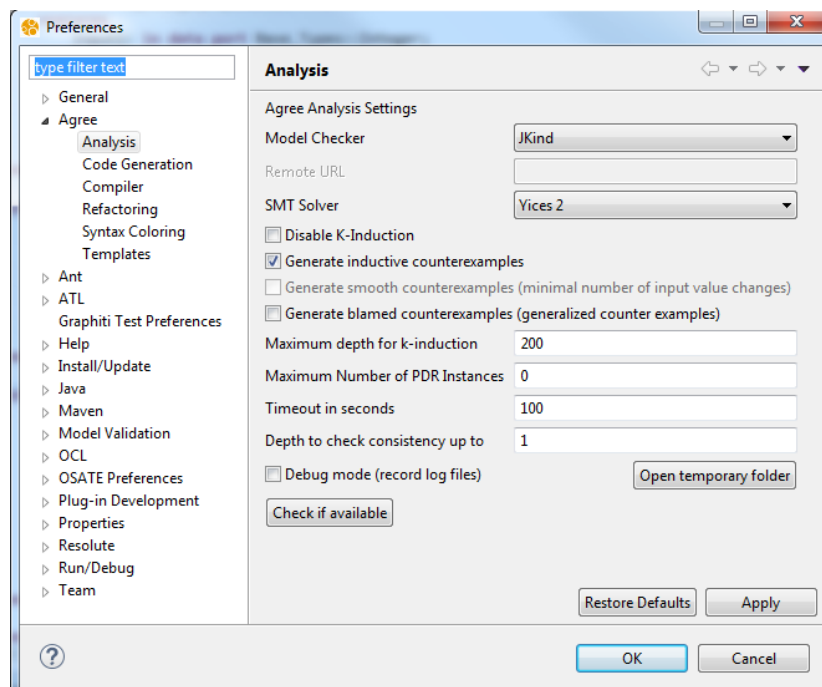 Preferences
type filter text
General
Agree
Analysis
Code Generation
Compiler
Refactoring
Syntax Coloring
Templates
Ant
ATL
Graphiti Test Preferences
Help
Install/Update
Java
Maven
Model Validation
OCL
OSATE Preferences
Plug-in Development
Properties
Resolute
Run/Debug
Team
Analysis
Agree Analysis Settings
Model Checker JKind
Remote URL
SMT Solver Yices 2
Disable K-Induction
Generate inductive counterexamples
Generate smooth counterexamples (minimal number of input value changes)
Generate blamed counterexamples (generalized counter examples)
Maximum depth for k-induction 200
Maximum Number of PDR Instances 0
Timeout in seconds 100
Depth to check consistency up to 1
Debug mode (record log files) Open temporary folder
Check if available
Restore Defaults Apply
? OK Cancel